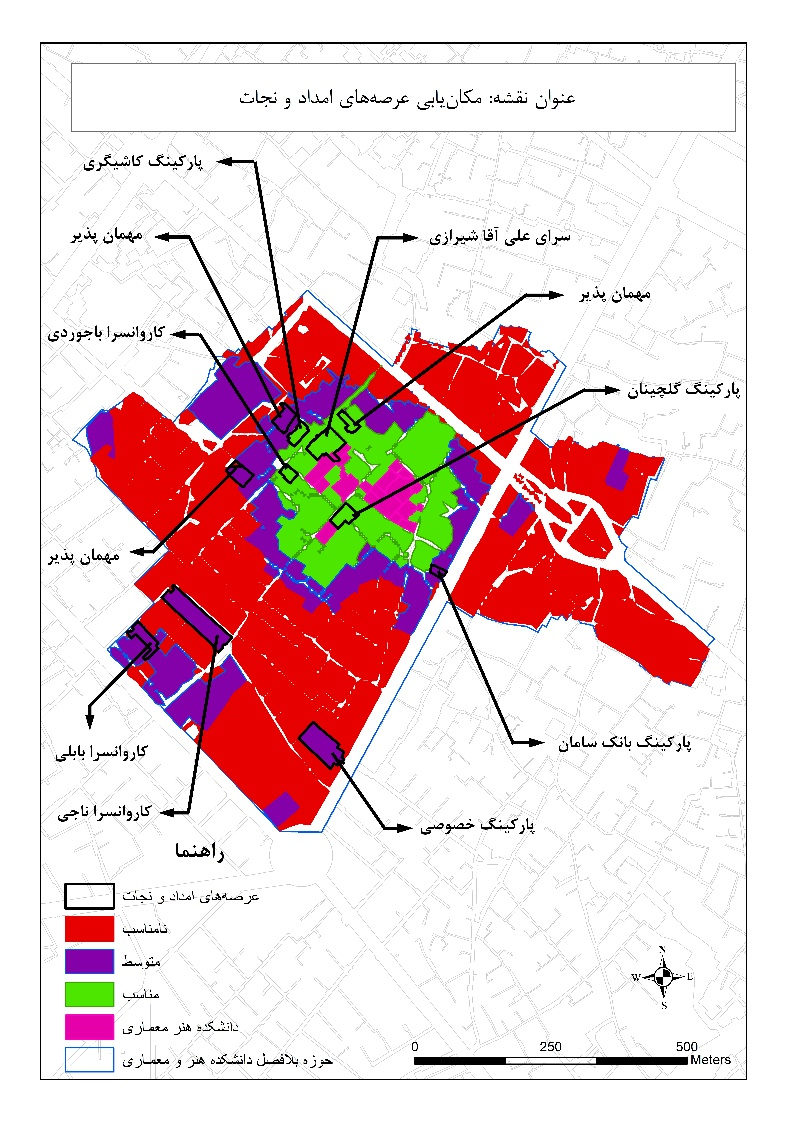 عنوان نقشه: مکان‌یابی عرصه‌های امداد و نجات
پارکینگ کاشیگری
مهمان پذیر
سرای علی آقا شیرازی
مهمان پذیر
کاروانسرا باجوردی
پارکینگ گلچینان
مهمان پذیر
کاروانسرا بابلی
پارکینگ بانک سامان
کاروانسرا ناجی
پارکینگ خصوصی
راهنما
عرصه‌های امداد و نجات
نامناسب
متوسط
مناسب
دانشکده هنر معماری
حوزه بلافصل دانشکده هنر و معماری
N
W E
S
0 250 500
Meters